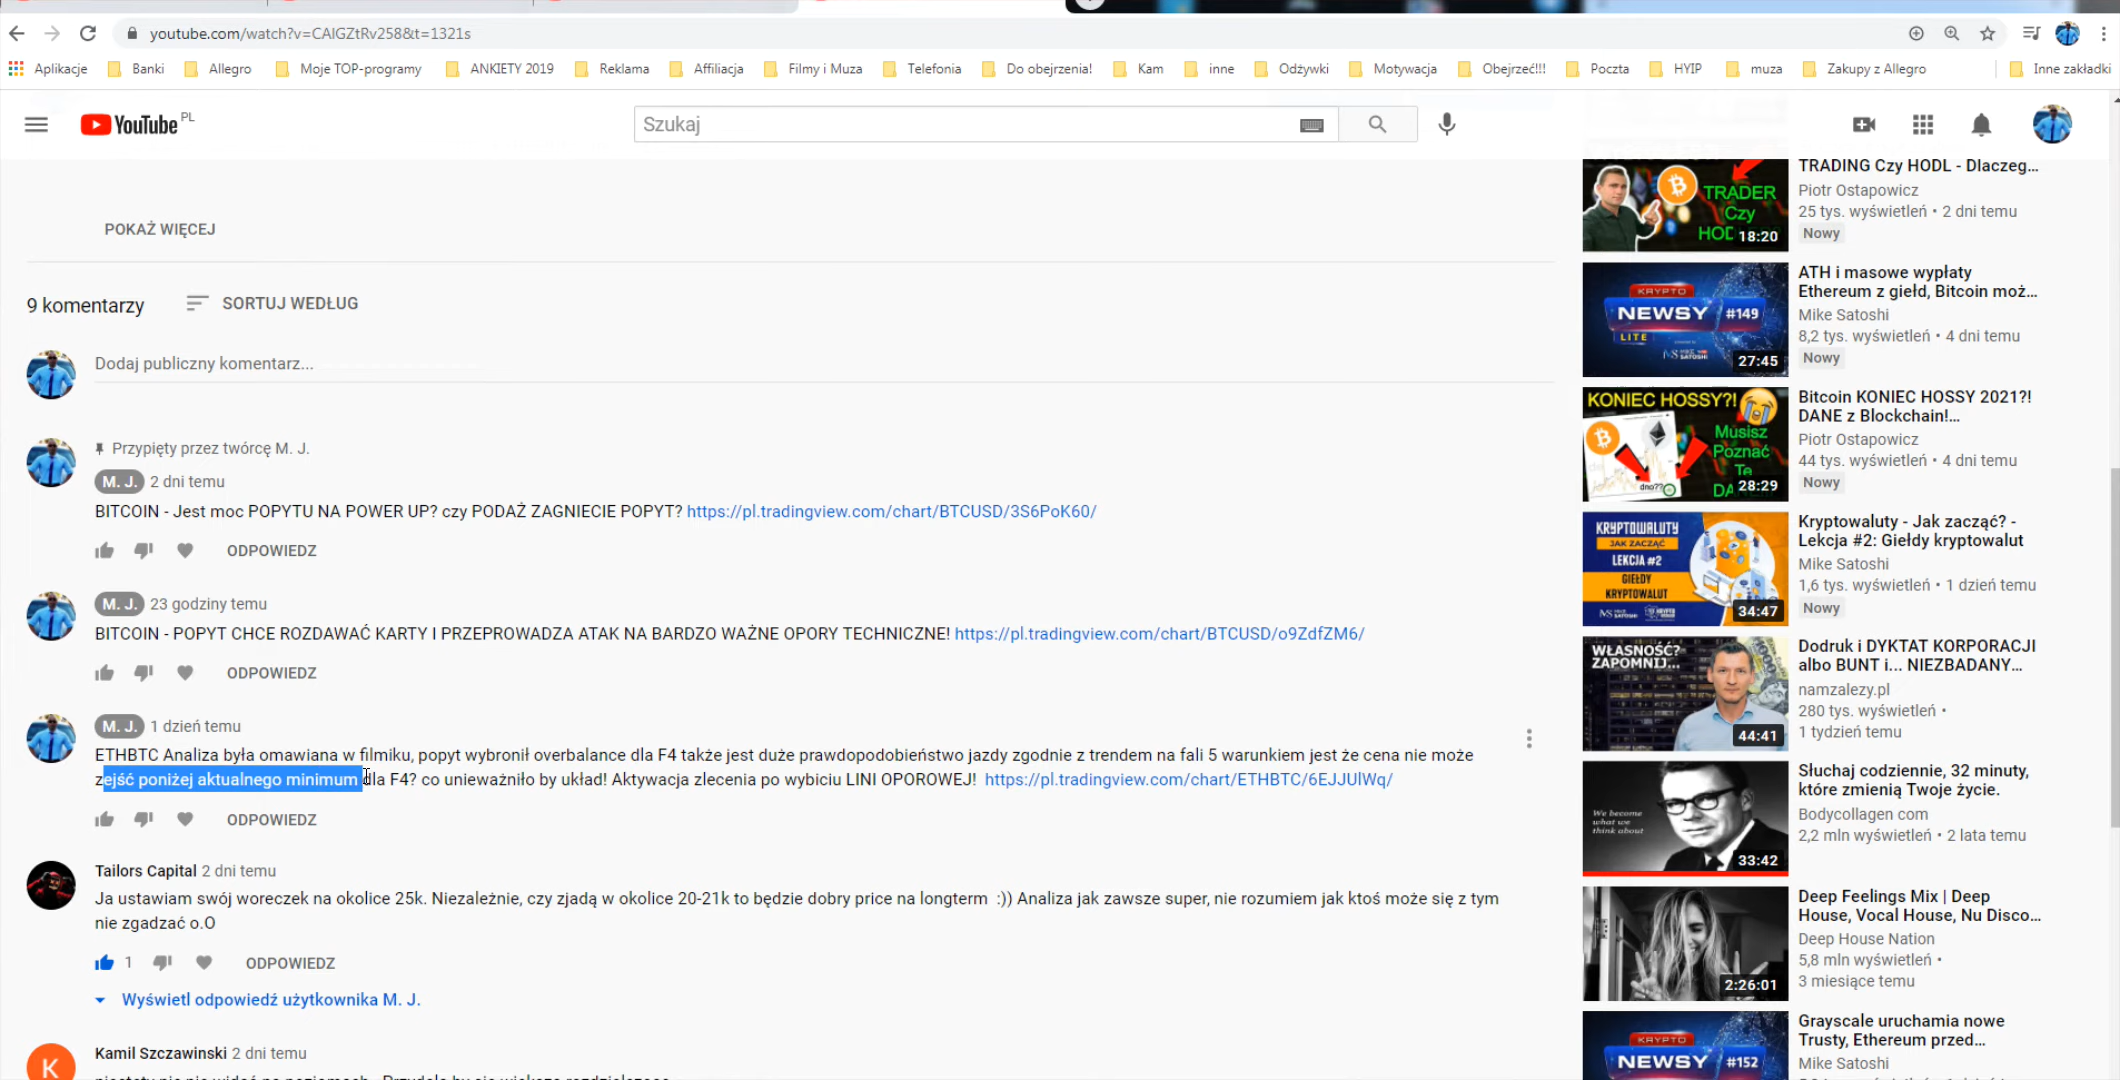 youtube.com/watch?v=CAlGZtRv258&t=1321s
Aplikacje Banki Allegro Moje TOP-programy ANKIETY 2019 Reklama Affiliacja Filmy i Muza Telefonia Do obejrzenia! Kam inne Odżywki Motywacja Obejrzeć!!! Poczta HYIP muza Zakupy z Allegro Inne zakładki
YouTube PL
Szukaj
POKAŻ WIĘCEJ
9 komentarzy SORTUJ WEDŁUG
Dodaj publiczny komentarz...
Przypięty przez twórcę M. J.
M. J. 2 dni temu
BITCOIN - Jest moc POPYTU NA POWER UP? czy PODAŻ ZAGNIECIE POPYT? https://pl.tradingview.com/chart/BTCUSD/3S6PoK60/
ODPOWIEDZ
M. J. 23 godziny temu
BITCOIN - POPYT CHCE ROZDAWAĆ KARTY I PRZEPROWADZA ATAK NA BARDZO WAŻNE OPORY TECHNICZNE! https://pl.tradingview.com/chart/BTCUSD/o9ZdfZM6/
ODPOWIEDZ
M. J. 1 dzień temu
ETHBTC Analiza była omawiana w filmiku, popyt wybronił overbalance dla F4 także jest duże prawdopodobieństwo jazdy zgodnie z trendem na fali 5 warunkiem jest że cena nie może
zejść poniżej aktualnego minimum dla F4? co unieważniło by układ! Aktywacja zlecenia po wybiciu LINI OPOROWEJ! https://pl.tradingview.com/chart/ETHBTC/6EJJUlWq/
ODPOWIEDZ
Tailors Capital 2 dni temu
Ja ustawiam swój woreczek na okolice 25k. Niezależnie, czy zjadą w okolice 20-21k to będzie dobry price na longterm :)) Analiza jak zawsze super, nie rozumiem jak ktoś może się z tym
nie zgadzać o.O
1 ODPOWIEDZ
Wyświetl odpowiedź użytkownika M. J.
K
Kamil Szczawinski 2 dni temu
TRADER
Czy
HODL
18:20
TRADING Czy HODL - Dlaczeg...
Piotr Ostapowicz
25 tys. wyświetleń • 2 dni temu
Nowy
KRYPTO
NEWSY #149
LITE
MIKE SATOSHI
27:45
ATH i masowe wypłaty
Ethereum z giełd, Bitcoin moż...
Mike Satoshi
8,2 tys. wyświetleń • 4 dni temu
Nowy
KONIEC HOSSY?!
Musisz
Poznać
Te
dno??
28:29
Bitcoin KONIEC HOSSY 2021?!
DANE z Blockchain!...
Piotr Ostapowicz
44 tys. wyświetleń • 4 dni temu
Nowy
KRYPTOWALUTY
JAK ZACZĄĆ?
LEKCJA #2
GIEŁDY
KRYPTOWALUT
34:47
Kryptowaluty - Jak zacząć? -
Lekcja #2: Giełdy kryptowalut
Mike Satoshi
1,6 tys. wyświetleń • 1 dzień temu
Nowy
WŁASNOŚĆ?
ZAPOMNIJ...
44:41
Dodruk i DYKTAT KORPORACJI
albo BUNT i... NIEZBADANY...
namzalezy.pl
280 tys. wyświetleń •
1 tydzień temu
We become
what we
think about
33:42
Słuchaj codziennie, 32 minuty,
które zmienią Twoje życie.
Bodycollagen com
2,2 mln wyświetleń • 2 lata temu
2:26:01
Deep Feelings Mix | Deep
House, Vocal House, Nu Disco...
Deep House Nation
5,8 mln wyświetleń •
3 miesiące temu
KRYPTO
NEWSY #152
Grayscale uruchamia nowe
Trusty, Ethereum przed...
Mike Satoshi